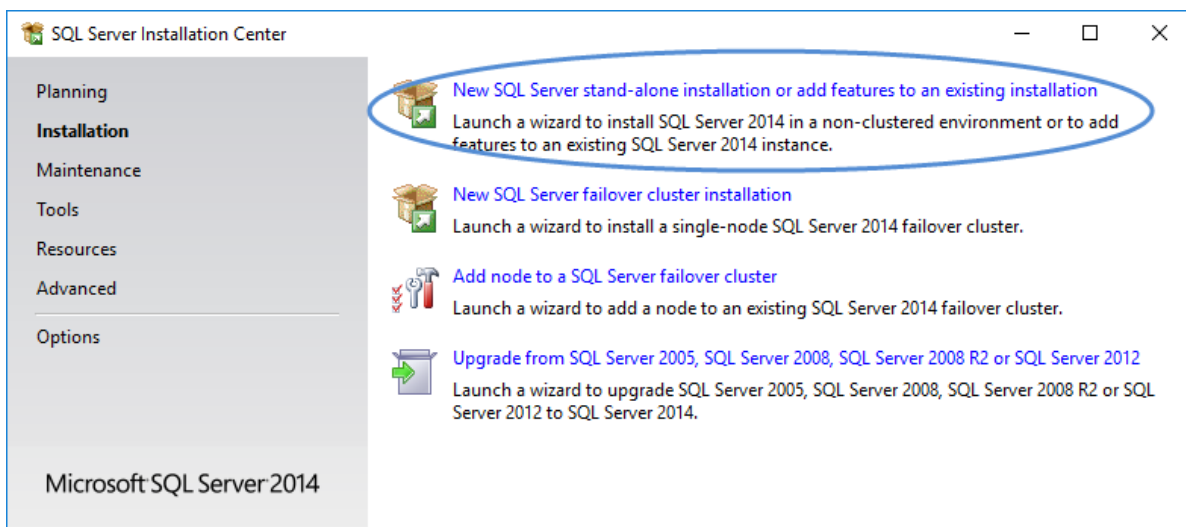 SQL Server Installation Center
Planning
Installation
Maintenance
Tools
Resources
Advanced
Options
Microsoft SQL Server 2014
New SQL Server stand-alone installation or add features to an existing installation
Launch a wizard to install SQL Server 2014 in a non-clustered environment or to add
features to an existing SQL Server 2014 instance.
New SQL Server failover cluster installation
Launch a wizard to install a single-node SQL Server 2014 failover cluster.
Add node to a SQL Server failover cluster
Launch a wizard to add a node to an existing SQL Server 2014 failover cluster.
Upgrade from SQL Server 2005, SQL Server 2008, SQL Server 2008 R2 or SQL Server 2012
Launch a wizard to upgrade SQL Server 2005, SQL Server 2008, SQL Server 2008 R2 or SQL
Server 2012 to SQL Server 2014.